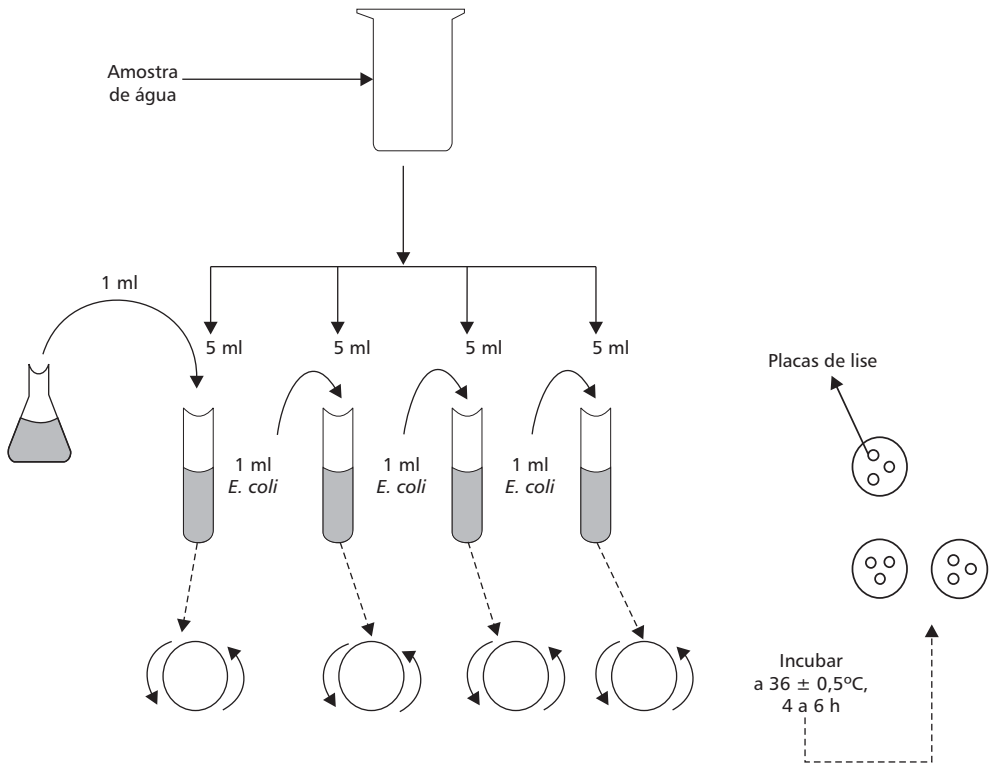 Amostra
de água
1 ml
5 ml
5 ml
5 ml
5 ml
Placas de lise
1 ml
E. coli
1 ml
E. coli
1 ml
E. coli
Incubar
a 36 ± 0,5ºC,
4 a 6 h